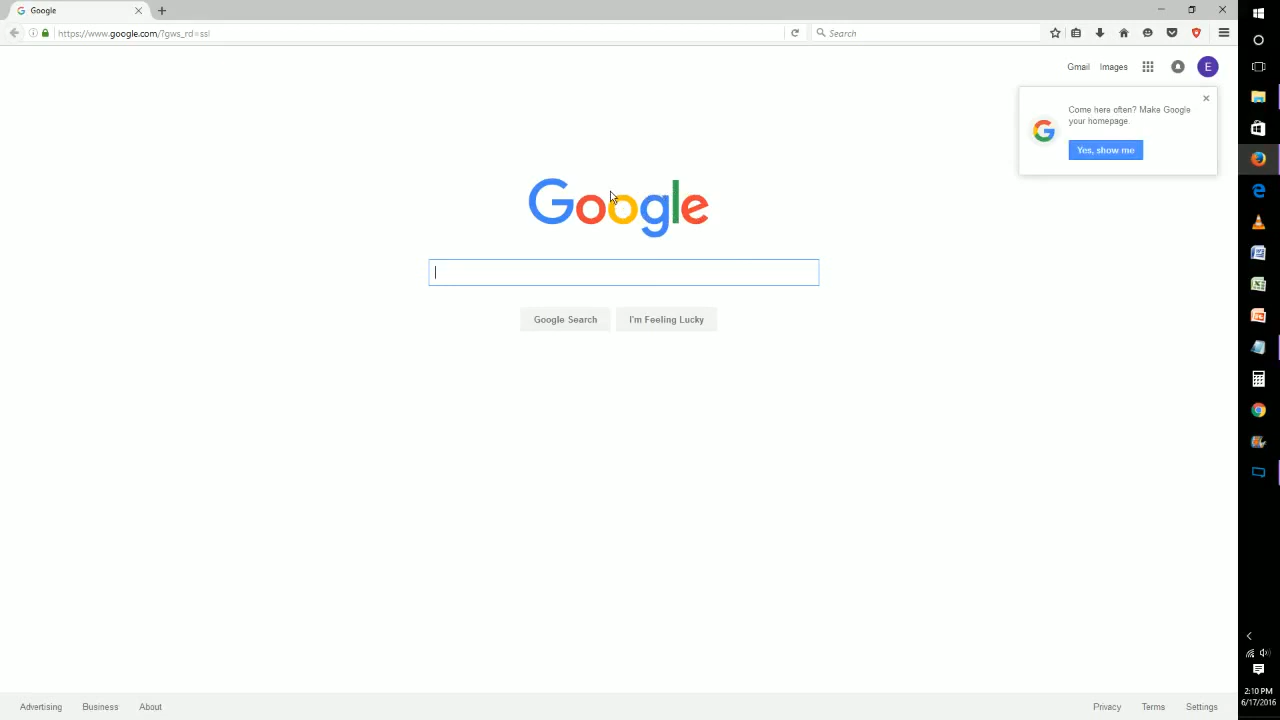 Google
https://www.google.com/?gws_rd=ssl
Search
Gmail
Images
E
Come here often? Make Google
your homepage.
Yes, show me
Google
Google Search
I'm Feeling Lucky
Advertising
Business
About
Privacy
Terms
Settings
2:10 PM
6/17/2016